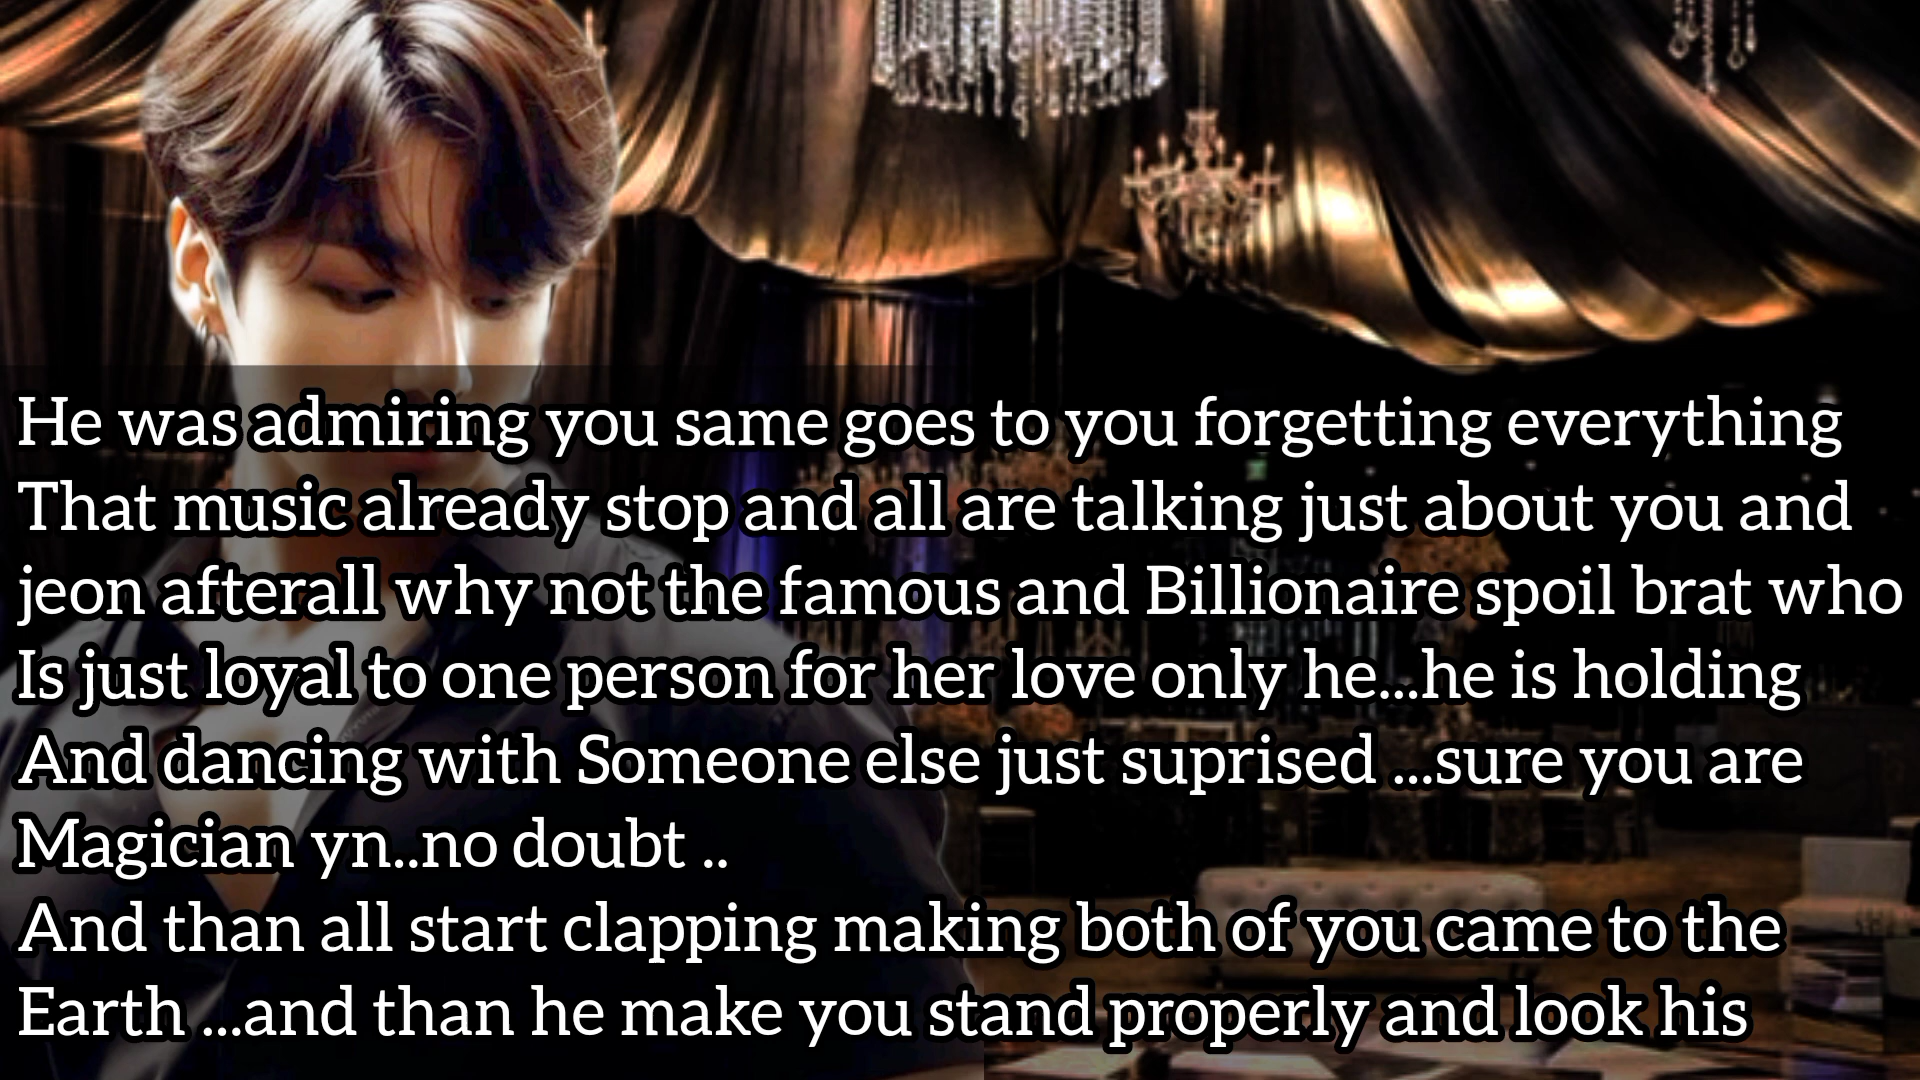 He was admiring you same goes to you forgetting everything
That music already stop and all are talking just about you and
jeon afterall why not the famous and Billionaire spoil brat who
Is just loyal to one person for her love only he...he is holding
And dancing with Someone else just suprised ...sure you are
Magician yn..no doubt ..
And than all start clapping making both of you came to the
Earth ...and than he make you stand properly and look his